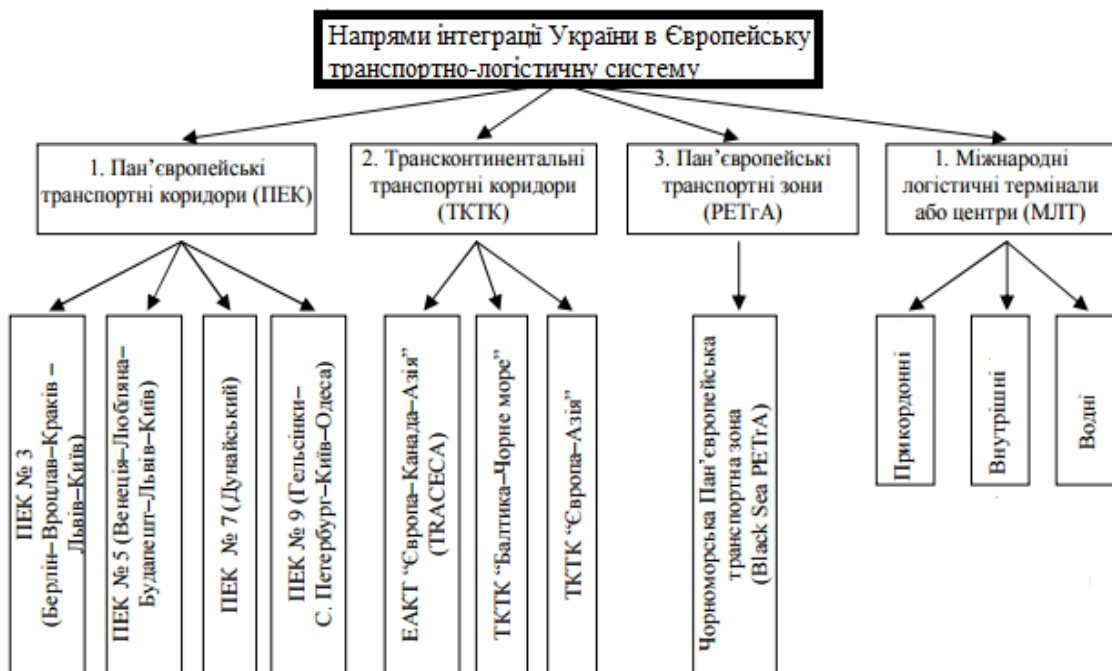 Напрями інтеграції України в Європейську
транспортно-логістичну систему
1. Пан’європейські
транспортні коридори (ПЕК)
2. Трансконтинентальні
транспортні коридори
(ТКТК)
3. Пан’європейські
транспортні зони
(РЕТгА)
1. Міжнародні
логістичні термінали
або центри (МЛТ)
ПЕК № 3
(Берлін–Вроцлав–Краків –
Львів–Київ)
ПЕК № 5 (Венеція–Любляна–
Будапешт–Львів–Київ)
ПЕК № 7 (Дунайський)
ПЕК № 9 (Гельсінки–
С. Петербург–Київ–Одеса)
ЕАКТ “Європа–Канада–Азія”
(TRACECA)
ТКТК “Балтика–Чорне море”
ТКТК “Європа–Азія”
Чорноморська Пан’європейська
транспортна зона
(Black Sea PETrA)
Прикордонні
Внутрішні
Водні